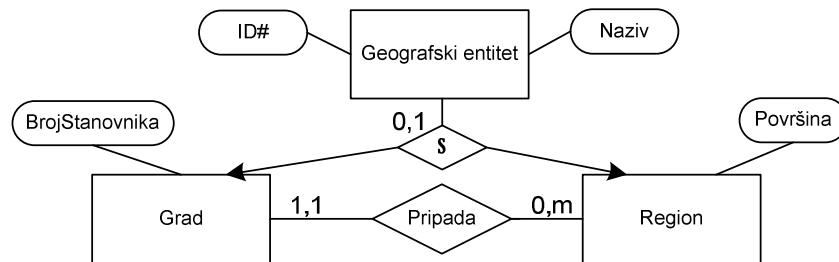 ID#
Geografski entitet
Naziv
BrojStanovnika
0,1
S
Površina
Grad
1,1
Pripada
0,m
Region